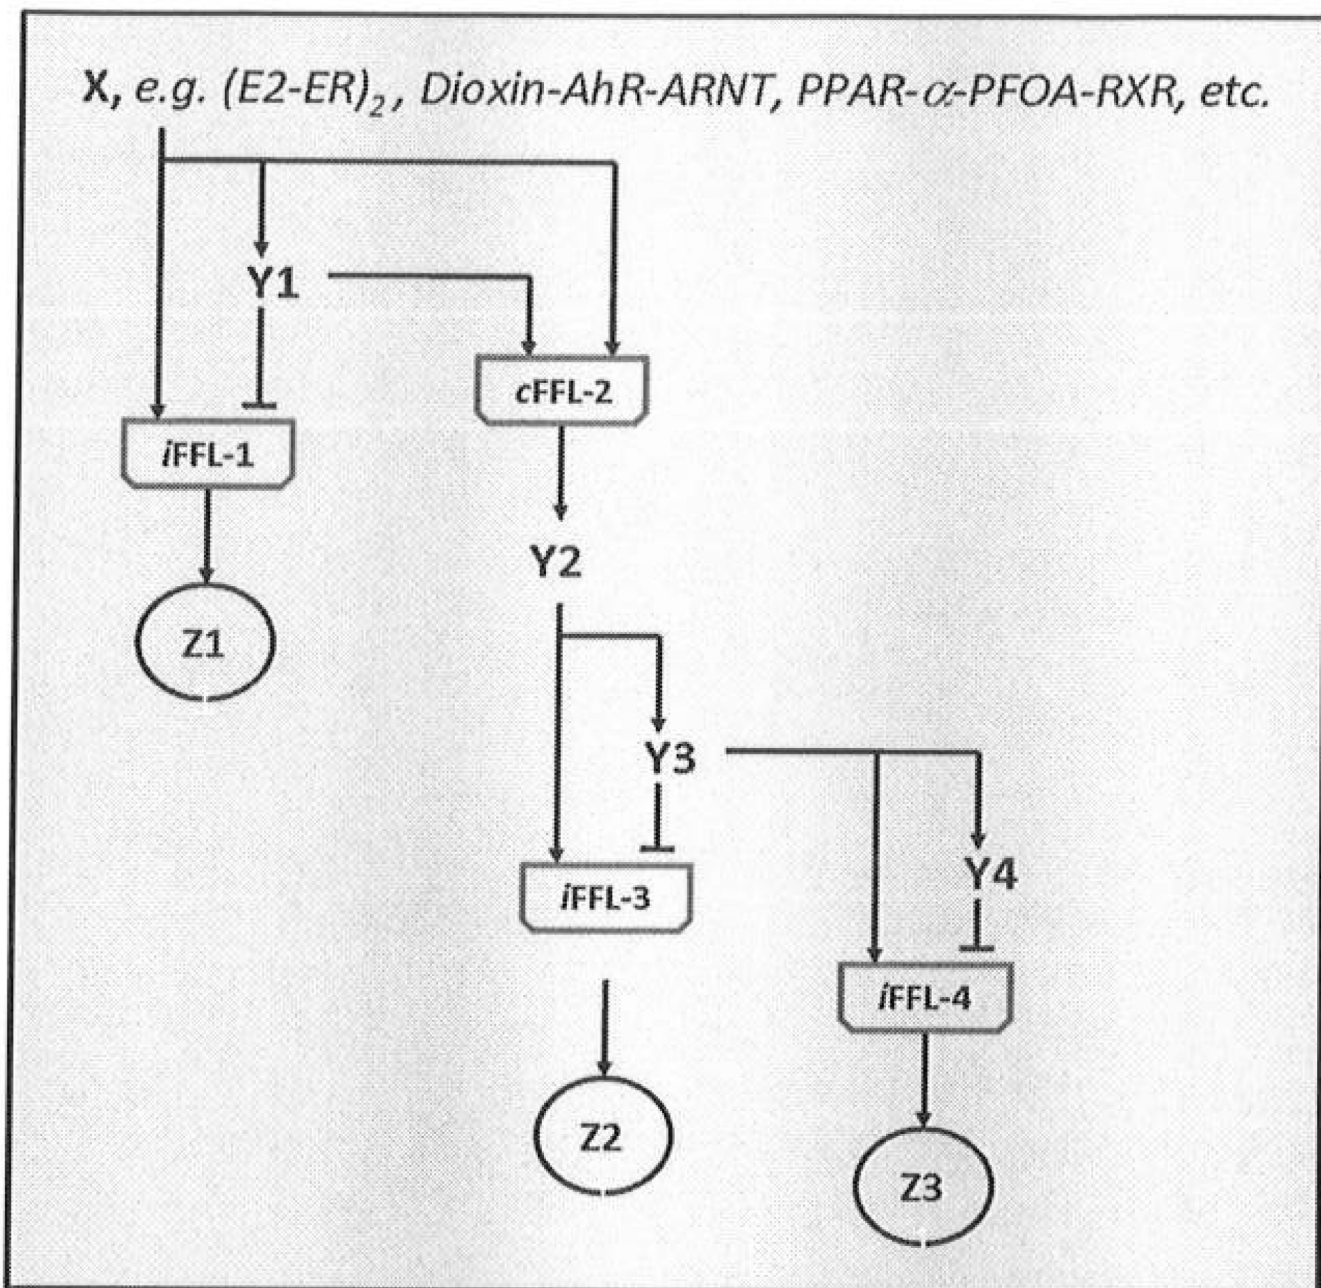 X, e.g. (E2-ER)2, Dioxin-AhR-ARNT, PPAR-α-PFOA-RXR, etc.
Y1
cFFL-2
iFFL-1
Y2
Z1
Y3
Y4
iFFL-3
iFFL-4
Z2
Z3